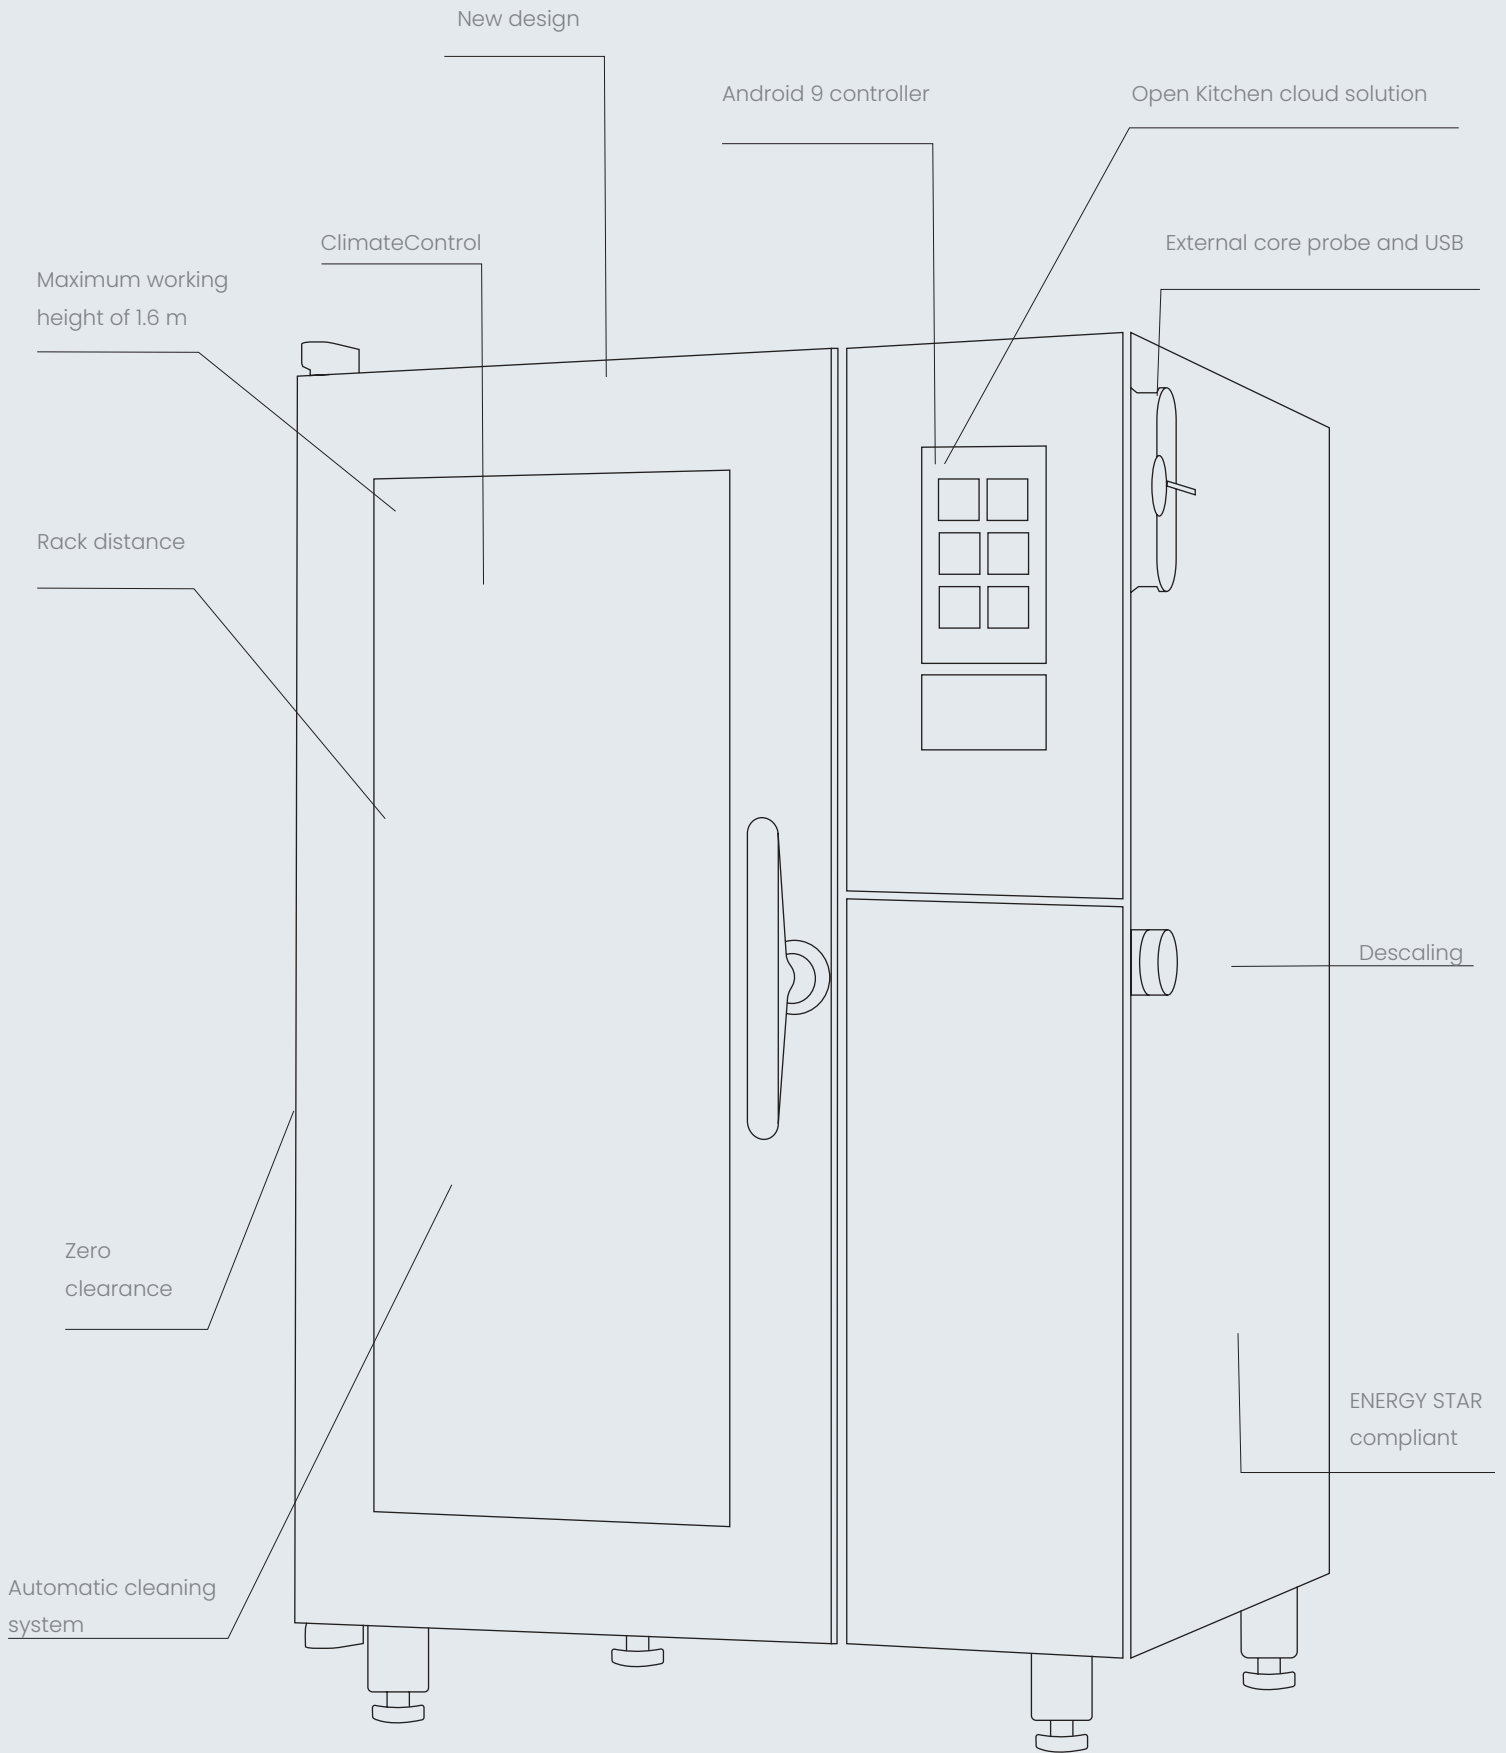 New design
Android 9 controller
Open Kitchen cloud solution
ClimateControl
External core probe and USB
Maximum working
height of 1.6 m
Rack distance
Descaling
Zero
clearance
ENERGY STAR
compliant
Automatic cleaning
system